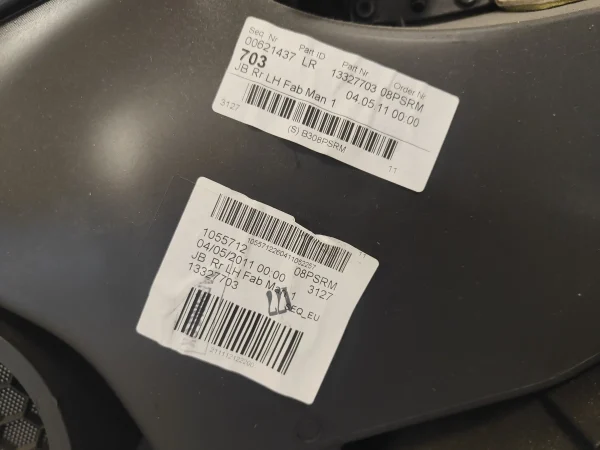 Seq. Nr Part ID Part Nr Order Nr
00621437 LR 13327703 08PSRM
703 04.05.11 00:00
JB Rr LH Fab Man 1
3127
(S) B308PSRM
11
11
1055712 08PSRM
04/05/2011 00:00 3127
JB Rr LH Fab Man 1
13327703 SEQ_EU